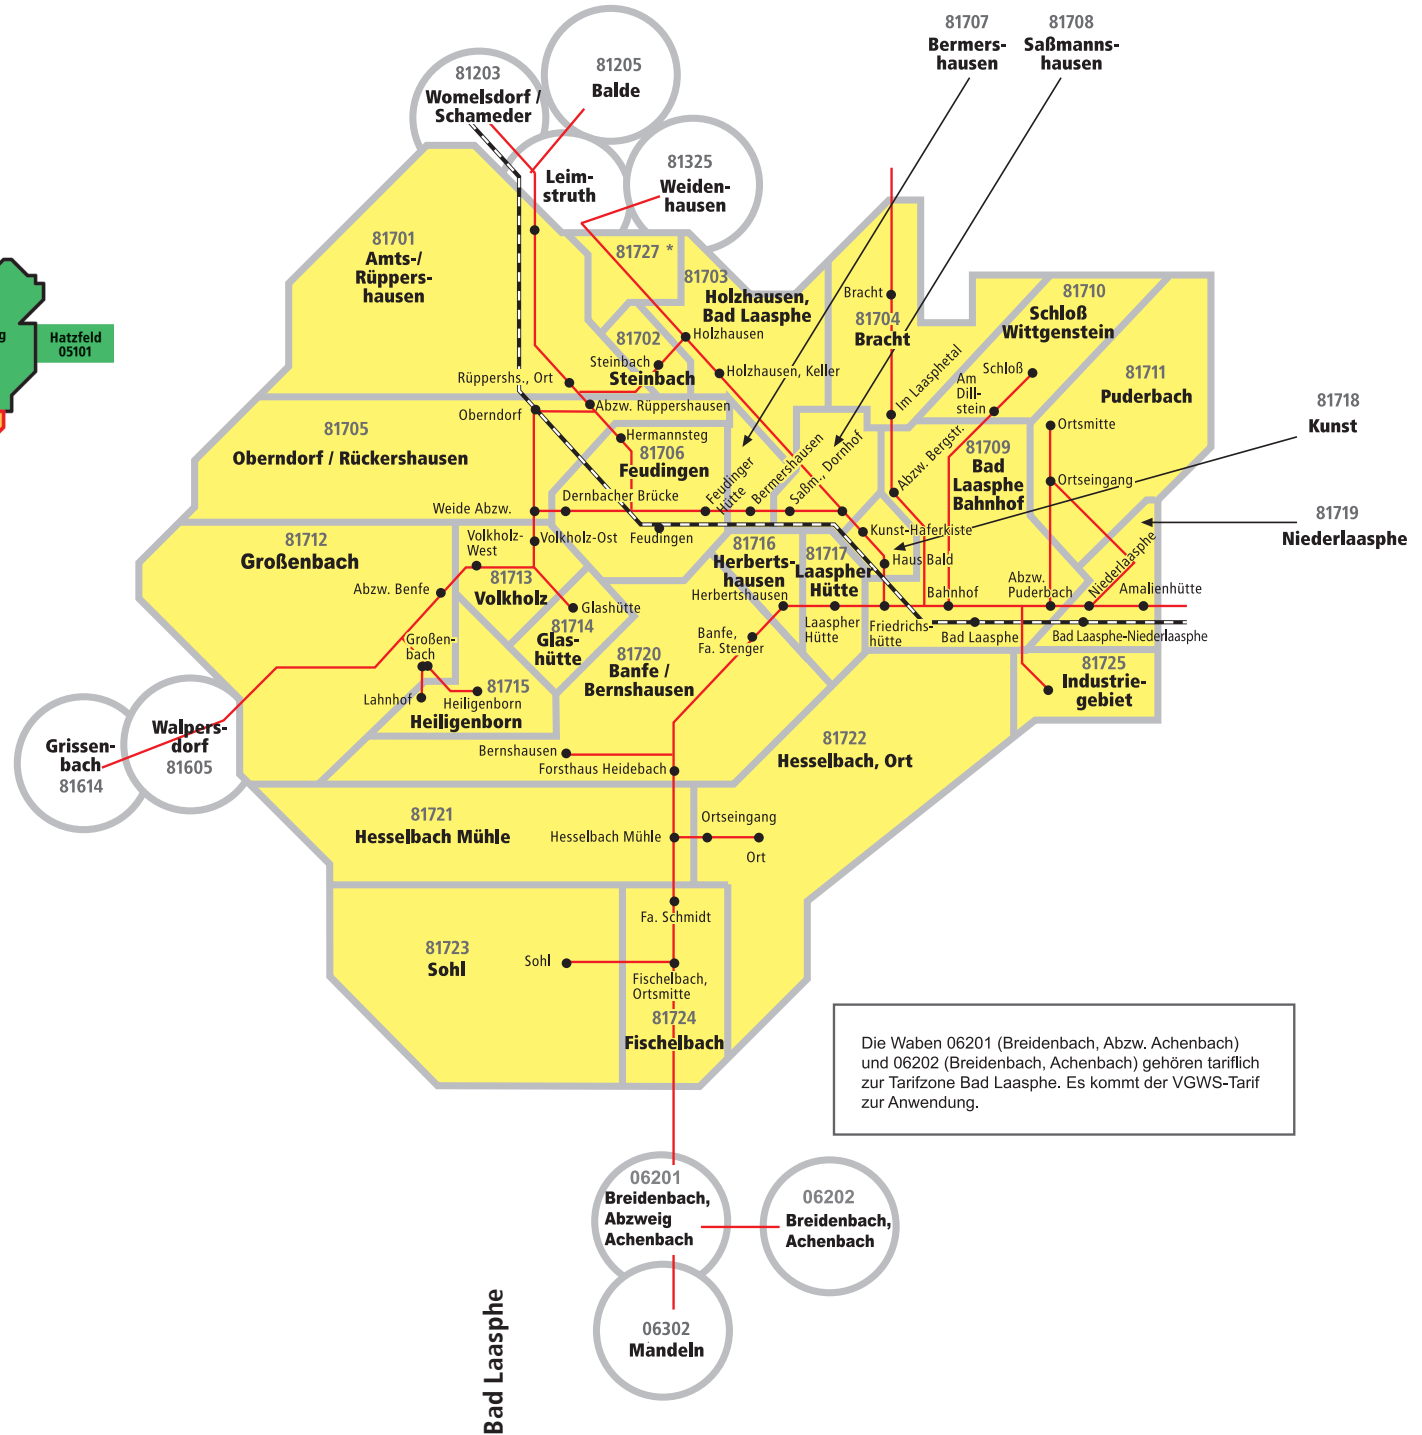 81707
Bermers-
hausen
81708
Saßmanns-
hausen
81203
Womelsdorf /
Schameder
81205
Balde
Leim-
struth
81325
Weiden-
hausen
81701
Amts-/
Rüppers-
hausen
81727 *
81703
Holzhausen,
Bad Laasphe
Holzhausen
Holzhausen, Keller
81702
Steinbach
Steinbach
Rüppershs., Ort
Abzw. Rüppershausen
Bracht
81704
Bracht
Im Laasphetal
Abzw. Bergstr.
81710
Schloß
Wittgenstein
Schloß
Am
Dill-
stein
81711
Puderbach
Ortsmitte
Ortseingang
81718
Kunst
81719
Niederlaasphe
Hatzfeld
05101
g
Oberndorf
81705
Oberndorf / Rückershausen
Hermannsteg
81706
Feudingen
Dernbacher Brücke
Feudinger
Hütte
Bermershausen
Saßm., Dornhof
81709
Bad
Laasphe
Bahnhof
Weide Abzw.
Volkholz-
West
Volkholz-Ost
Feudingen
Kunst-Haferkiste
Haus Bald
81712
Großenbach
Abzw. Benfe
81713
Volkholz
Glashütte
81714
Glas-
hütte
81716
Herberts-
hausen
Herbertshausen
81717
Laaspher
Hütte
Laaspher
Hütte
Friedrichs-
hütte
Bahnhof
Abzw.
Puderbach
Niederlaasphe
Amalienhütte
Bad Laasphe
Bad Laasphe-Niederlaasphe
Banfe,
Fa. Stenger
Großen-
bach
Lahnhof
81715
Heiligenborn
Heiligenborn
81720
Banfe /
Bernshausen
81725
Industrie-
gebiet
Walpers-
dorf
81605
Grissen-
bach
81614
Bernshausen
Forsthaus Heidebach
81722
Hesselbach, Ort
81721
Hesselbach Mühle
Hesselbach Mühle
Ortseingang
Ort
Fa. Schmidt
81723
Sohl
Sohl
Fischelbach,
Ortsmitte
81724
Fischelbach
Die Waben 06201 (Breidenbach, Abzw. Achenbach)
und 06202 (Breidenbach, Achenbach) gehören tariflich
zur Tarifzone Bad Laasphe. Es kommt der VGWS-Tarif
zur Anwendung.
06201
Breidenbach,
Abzweig
Achenbach
06202
Breidenbach,
Achenbach
06302
Mandeln
Bad Laasphe